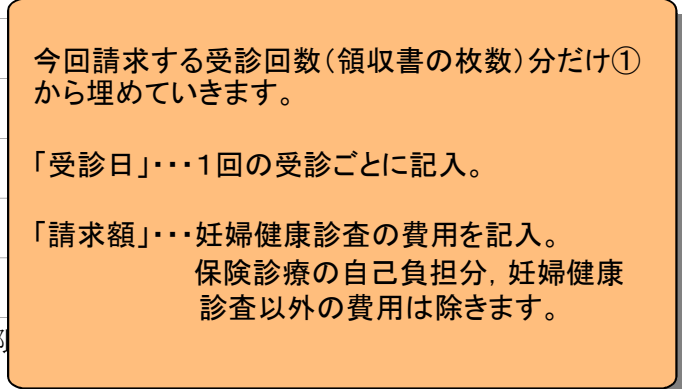 今回請求する受診回数（領収書の枚数）分だけ①
から埋めていきます。
「受診日」・・・１回の受診ごとに記入。
「請求額」・・・妊婦健康診査の費用を記入。
保険診療の自己負担分，妊婦健康
診査以外の費用は除きます。